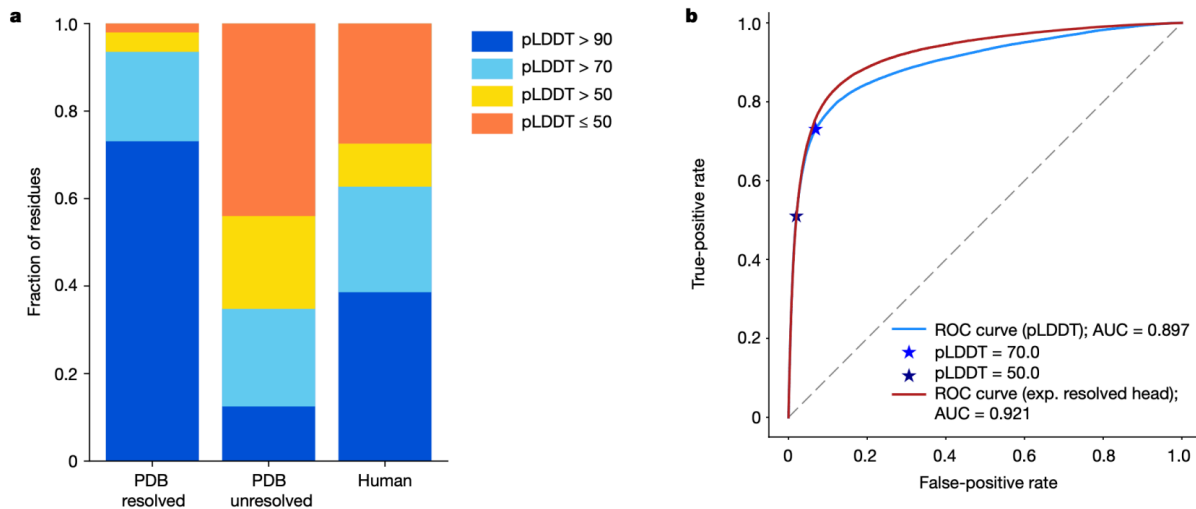 a
1.0
0.8
0.6
0.4
0.2
0
Fraction of residues
PDB
resolved
PDB
unresolved
Human
pLDDT > 90
pLDDT > 70
pLDDT > 50
pLDDT ≤ 50
b
1.0
0.8
0.6
0.4
0.2
0
True-positive rate
0
0.2
0.4
0.6
0.8
1.0
False-positive rate
ROC curve (pLDDT); AUC = 0.897
pLDDT = 70.0
pLDDT = 50.0
ROC curve (exp. resolved head);
AUC = 0.921